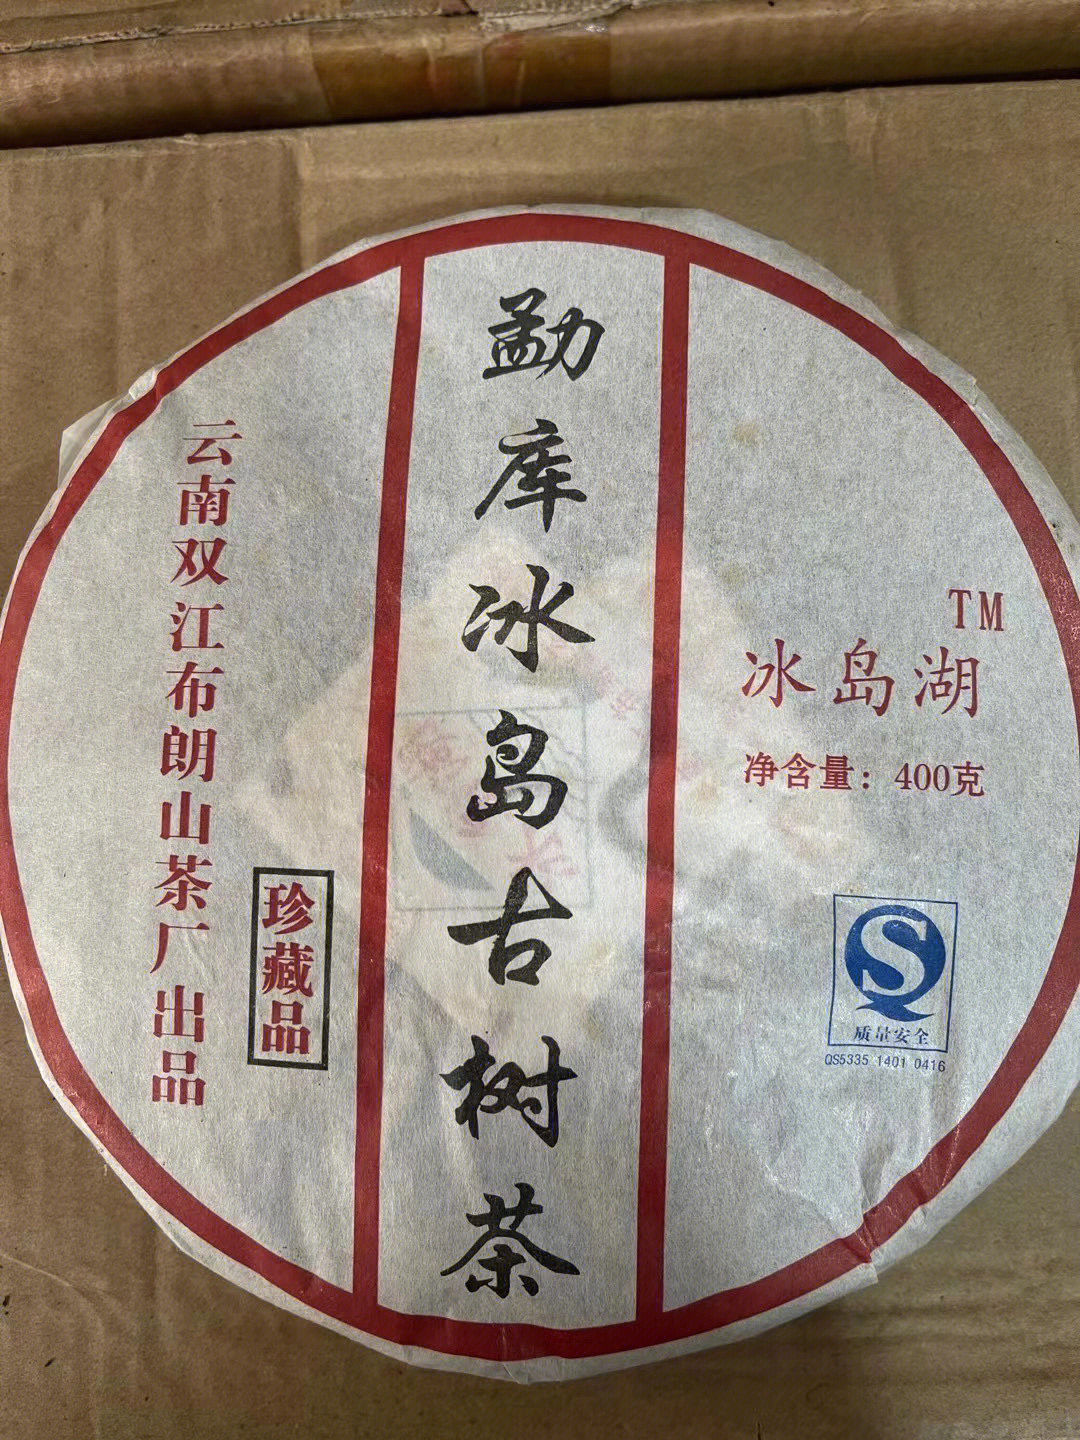 勐库冰岛古树茶
云南双江布朗山茶厂 出品
珍藏品
TM
冰岛湖
净含量：400克
质量安全
QS5335 1401 0416